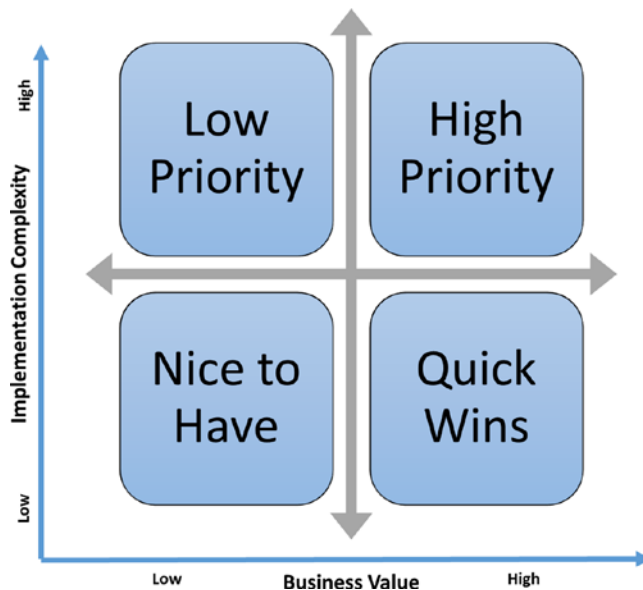 High
Low
Priority
High
Priority
Implementation Complexity
Nice to
Have
Quick
Wins
Low
Low
Business Value
High